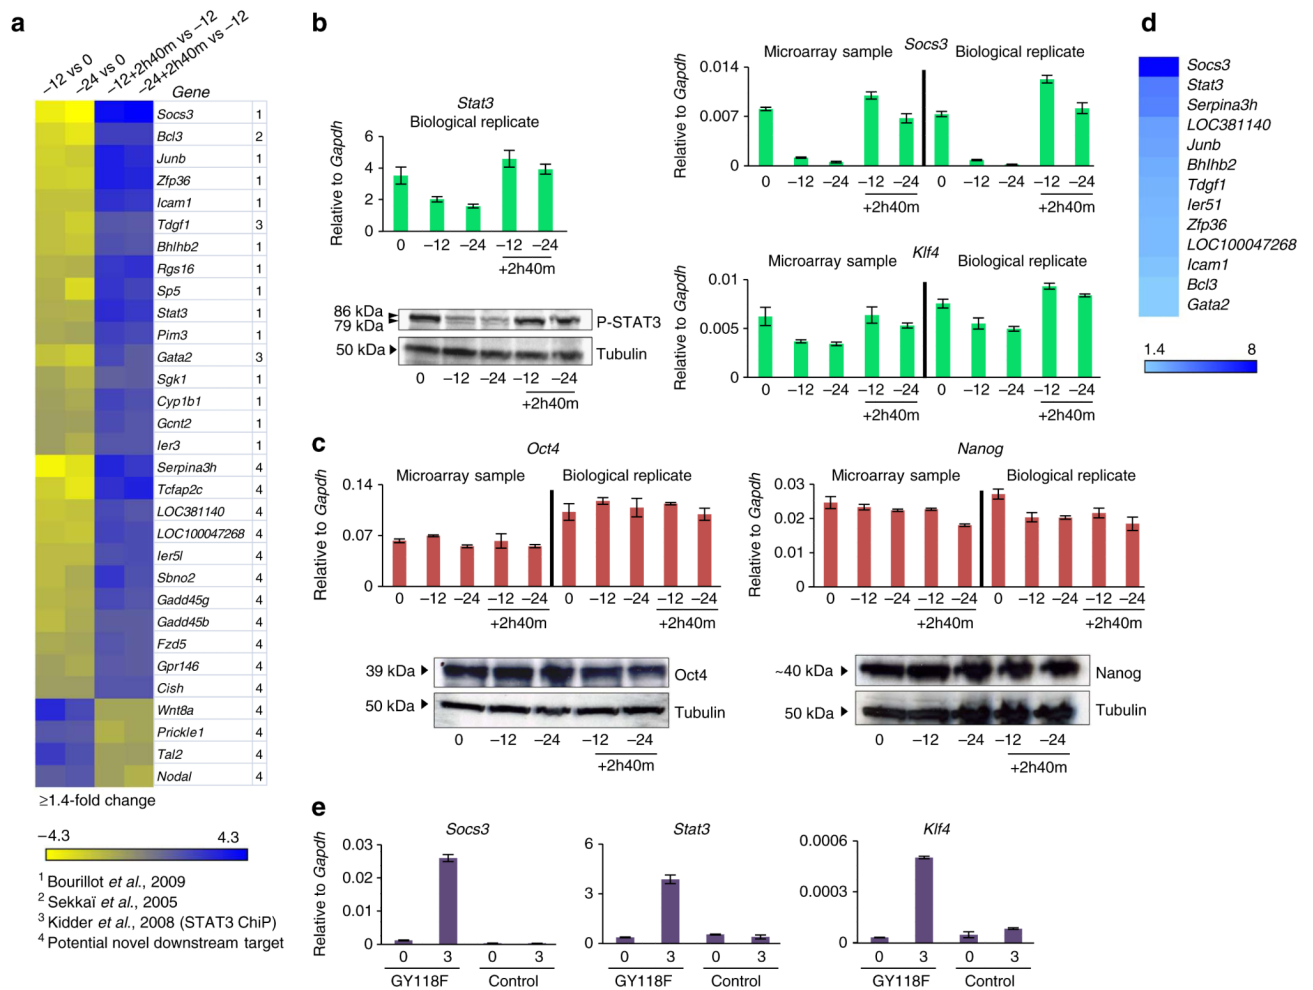 a
−12 vs 0
−24 vs 0
−12+2h40m vs −12
−24+2h40m vs −12
Gene
Socs3 1
Bcl3 2
Junb 1
Zfp36 1
Icam1 1
Tdgf1 3
Bhlhb2 1
Rgs16 1
Sp5 1
Stat3 1
Pim3 1
Gata2 3
Sgk1 1
Cyp1b1 1
Gcnt2 1
Ier3 1
Serpina3h 4
Tcfap2c 4
LOC381140 4
LOC100047268 4
Ier5l 4
Sbno2 4
Gadd45g 4
Gadd45b 4
Fzd5 4
Gpr146 4
Cish 4
Wnt8a 4
Prickle1 4
Tal2 4
Nodal 4
≥1.4-fold change
−4.3 4.3
1 Bourillot et al., 2009
2 Sekkaï et al., 2005
3 Kidder et al., 2008 (STAT3 ChiP)
4 Potential novel downstream target
b
Stat3
Biological replicate
Relative to Gapdh
6
4
2
0
0 −12 −24 −12 −24
+2h40m
86 kDa
79 kDa
P-STAT3
50 kDa
Tubulin
0 −12 −24 −12 −24
+2h40m
Socs3
Microarray sample Biological replicate
Relative to Gapdh
0.014
0.007
0
0 −12 −24 −12 −24 0 −12 −24 −12 −24
+2h40m +2h40m
Klf4
Microarray sample Biological replicate
Relative to Gapdh
0.01
0.005
0
0 −12 −24 −12 −24 0 −12 −24 −12 −24
+2h40m +2h40m
c
Oct4
Microarray sample Biological replicate
Relative to Gapdh
0.14
0.07
0
0 −12 −24 −12 −24 0 −12 −24 −12 −24
+2h40m +2h40m
39 kDa
Oct4
50 kDa
Tubulin
0 −12 −24 −12 −24
+2h40m
Nanog
Microarray sample Biological replicate
Relative to Gapdh
0.03
0.02
0.01
0
0 −12 −24 −12 −24 0 −12 −24 −12 −24
+2h40m +2h40m
~40 kDa
Nanog
50 kDa
Tubulin
0 −12 −24 −12 −24
+2h40m
d
Socs3
Stat3
Serpina3h
LOC381140
Junb
Bhlhb2
Tdgf1
Ier51
Zfp36
LOC100047268
Icam1
Bcl3
Gata2
1.4 8
e
Socs3
Relative to Gapdh
0.03
0.02
0.01
0
0 3 0 3
GY118F Control
Stat3
6
3
0
0 3 0 3
GY118F Control
Klf4
0.0006
0.0003
0
0 3 0 3
GY118F Control